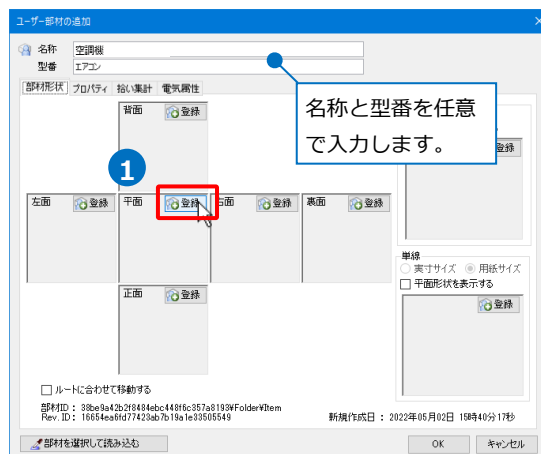 ユーザー部材の追加
名称 空調機
型番 エアコン
部材形状 プロパティ 拾い集計 電気属性
名称と型番を任意
で入力します。
背面 登録
登録
1
左面 登録 平面 登録 右面 登録 裏面 登録
単線
実寸サイズ 用紙サイズ
平面形状を表示する
登録
正面 登録
ルートに合わせて移動する
部材ID : 38be9a42b2f8484ebc448f6c357a8193¥Folder¥Item
Rev. ID : 16654ea6fd77423ab7b19a1e33505549
新規作成日 : 2022年05月02日 15時40分17秒
部材を選択して読み込む OK キャンセル